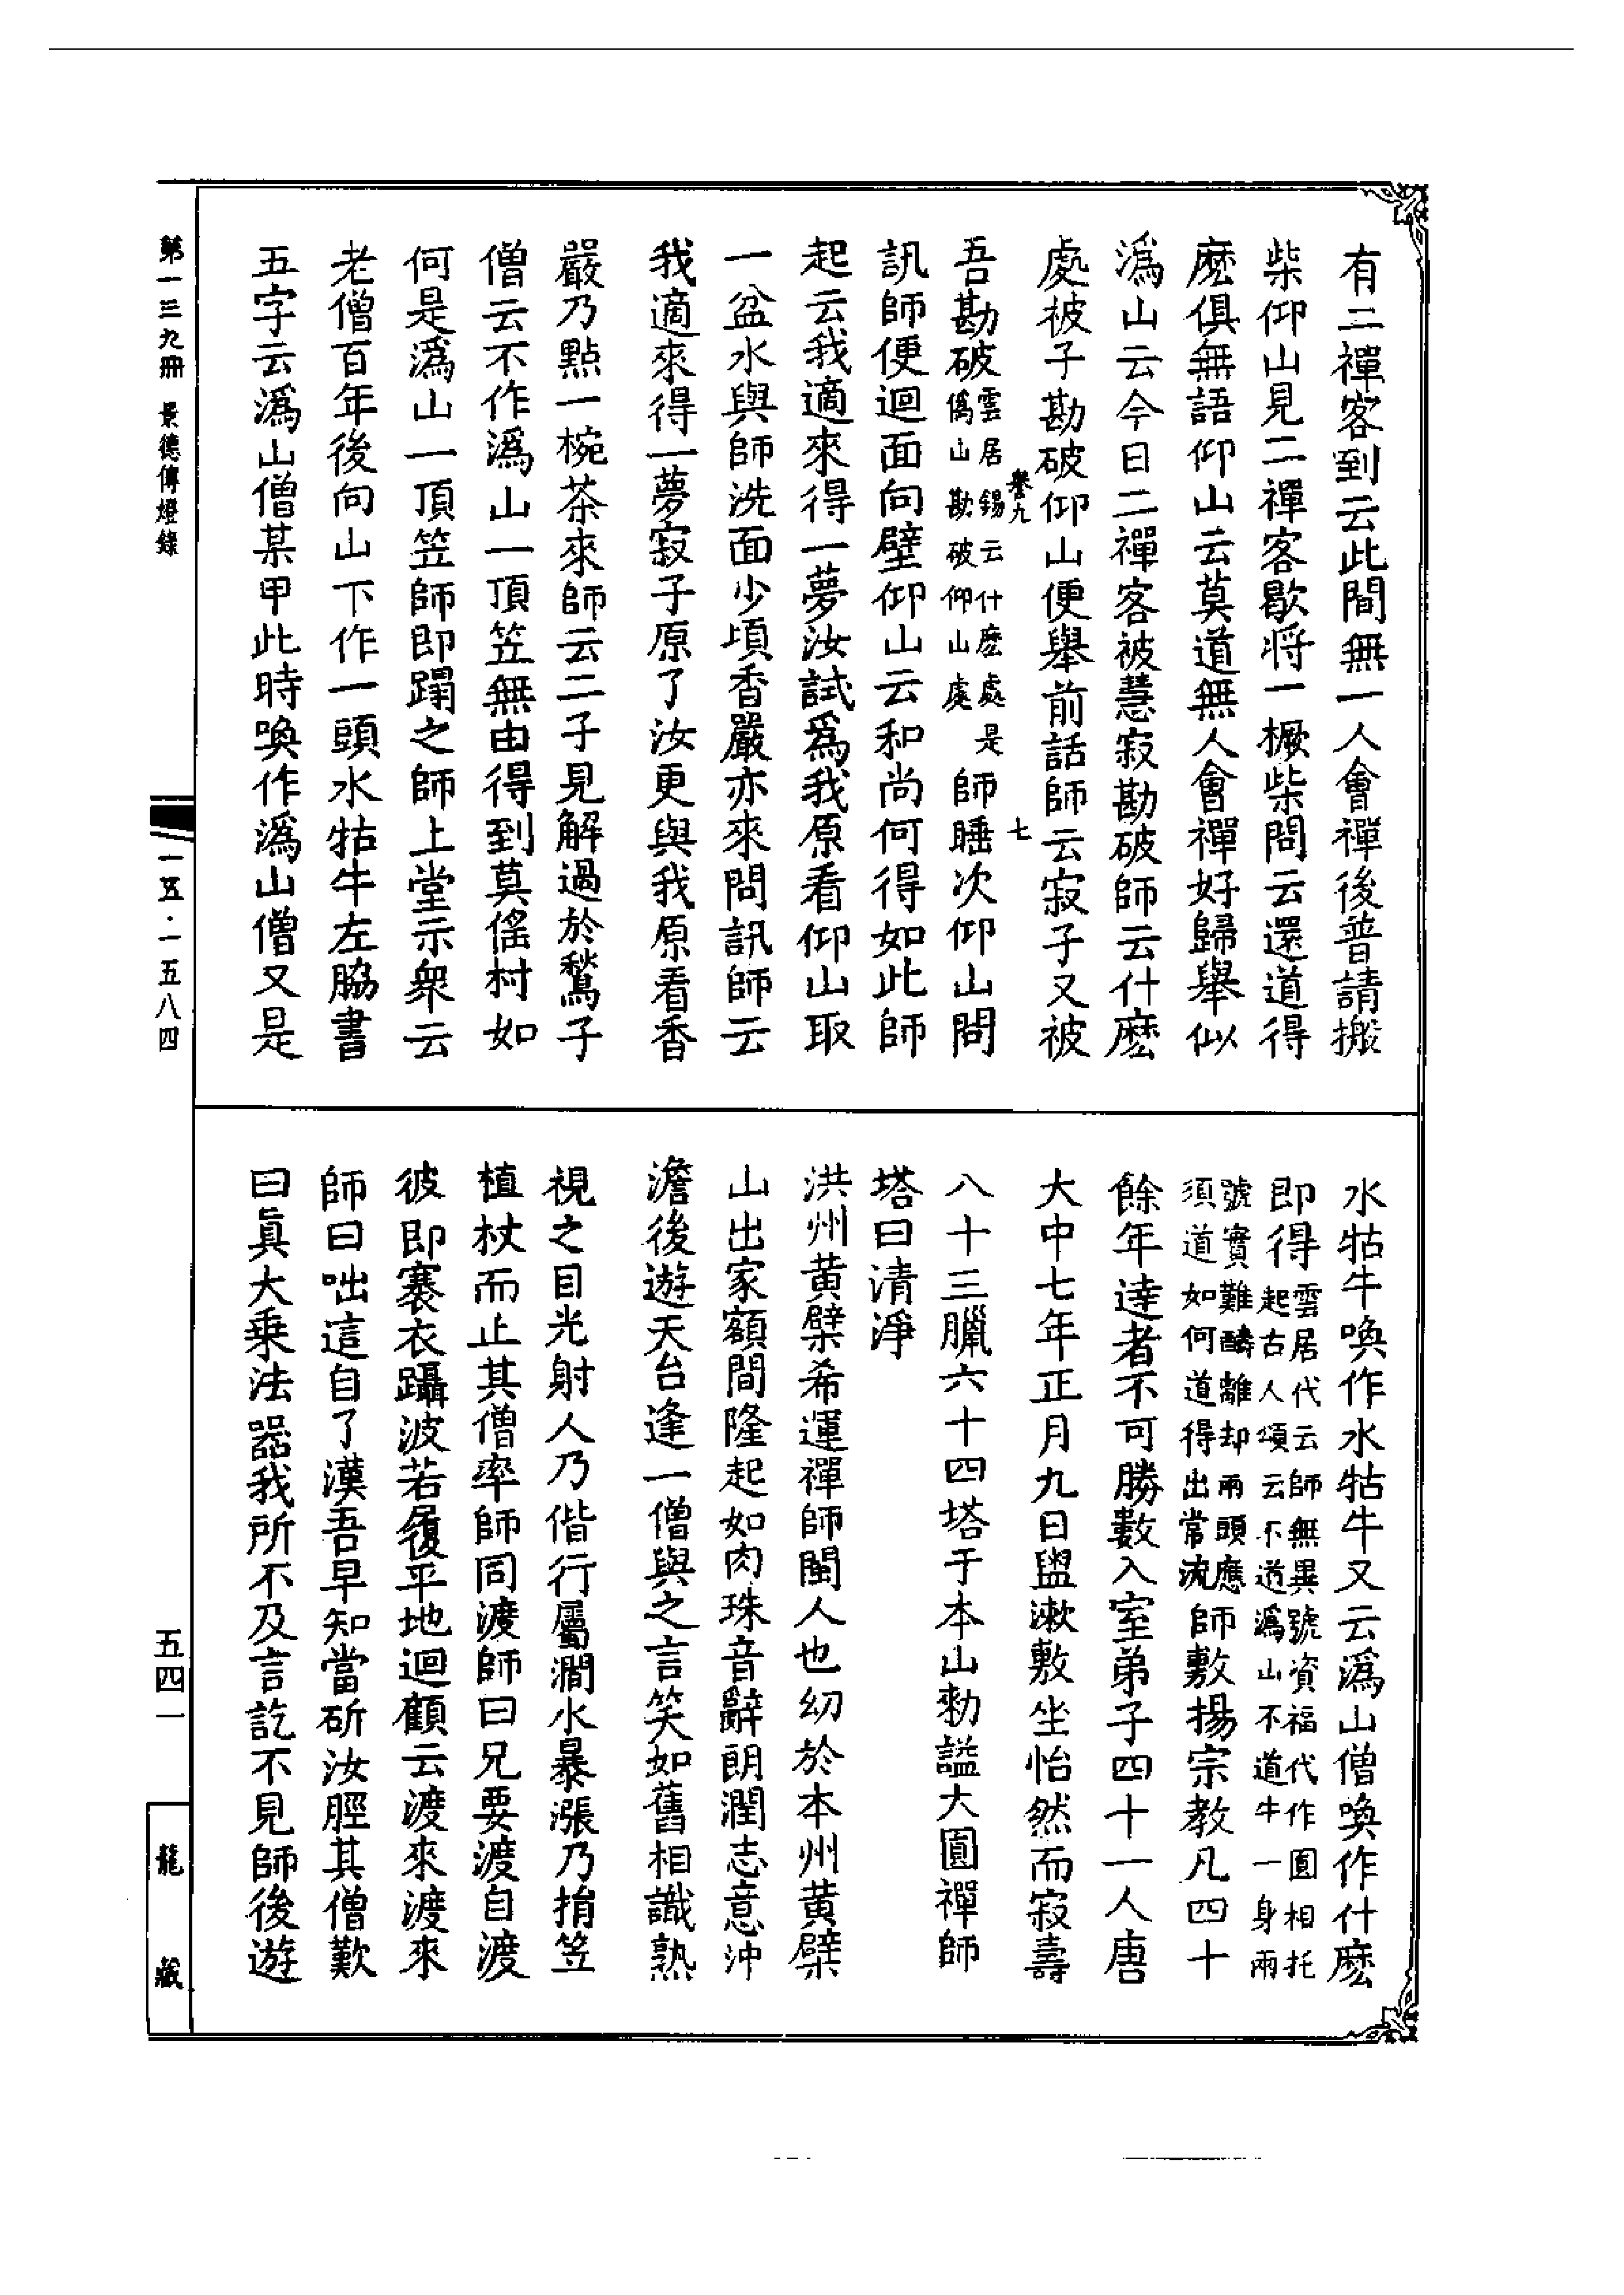 有二禪客到云此間無一人會禪後普請搬
柴仰山見二禪客歇將一橛柴問云還道得
麽俱無語仰山云莫道無人會禪好歸舉似
溈山云今日二禪客被慧寂勘破師云什麽
處被子勘破仰山便舉前話師云寂子又被
卷九 七
吾勘破雲居錫云什麽處是溈山勘破仰山處師睡次仰山問
訊師便迴面向壁仰山云和尚何得如此師
起云我適來得一夢汝試爲我原看仰山取
一盆水與師洗面少頃香嚴亦來問訊師云
我適來得一夢寂子原了汝更與我原看香
嚴乃點一椀茶來師云二子見解過於鶖子
僧云不作溈山一頂笠無由得到莫傜村如
何是溈山一頂笠師即蹋之師上堂示衆云
老僧百年後向山下作一頭水牯牛左脇書
五字云溈山僧某甲此時喚作溈山僧又是
水牯牛喚作水牯牛又云溈山僧喚作什麽
即得雲居代云師無異號資福代作圓相托起古人頌云不道溈山不道牛一身兩
號實難酬離却兩頭應須道如何道得出常流師敷揚宗教凡四十
餘年達者不可勝數入室弟子四十一人唐
大中七年正月九日盥漱敷坐怡然而寂壽
八十三臘六十四塔于本山勅謚大圓禪師
塔曰清淨
洪州黃檗希運禪師閩人也幼於本州黃檗
山出家額間隆起如肉珠音辭朗潤志意沖
澹後遊天台逢一僧與之言笑如舊相識熟
視之目光射人乃偕行屬澗水暴漲乃捐笠
植杖而止其僧率師同渡師曰兄要渡自渡
彼即褰衣躡波若履平地迴顧云渡來渡來
師曰咄這自了漢吾早知當斫汝脛其僧歎
曰眞大乘法器我所不及言訖不見師後遊
第一三九冊 景德傳燈錄
一五·一五八四
五四一
龍藏